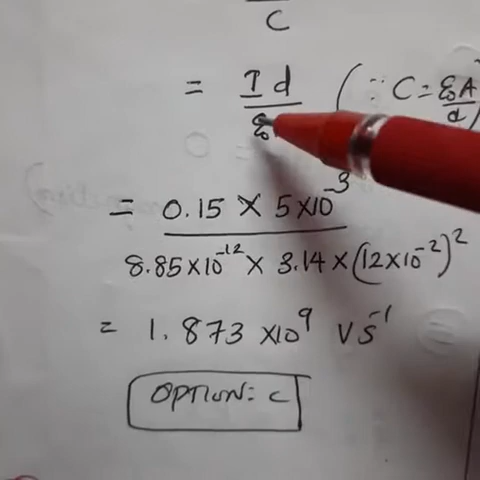 C
= I d / ε₀ (∵ C = ε₀A / d)
= 0
= 0.15 × 5×10⁻³
8.85×10⁻¹² × 3.14×(12×10⁻²)²
= 1.873 ×10⁹ V s⁻¹
OPTION: C